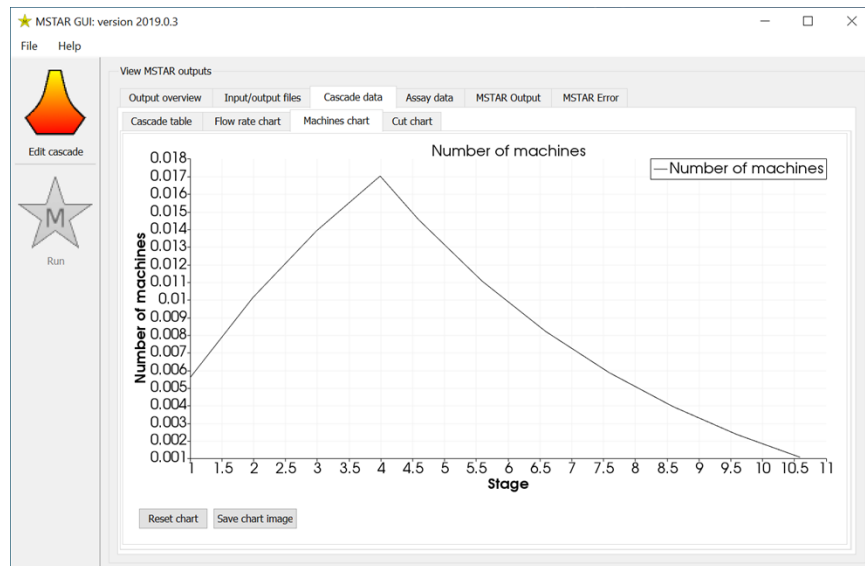 MSTAR GUI: version 2019.0.3
File Help
View MSTAR outputs
Output overview Input/output files Cascade data Assay data MSTAR Output MSTAR Error
Cascade table Flow rate chart Machines chart Cut chart
Edit cascade
M
Run
Number of machines
Number of machines
Number of machines
0.018
0.017
0.016
0.015
0.014
0.013
0.012
0.011
0.01
0.009
0.008
0.007
0.006
0.005
0.004
0.003
0.002
0.001
1 1.5 2 2.5 3 3.5 4 4.5 5 5.5 6 6.5 7 7.5 8 8.5 9 9.5 10 10.5 11
Stage
Reset chart Save chart image